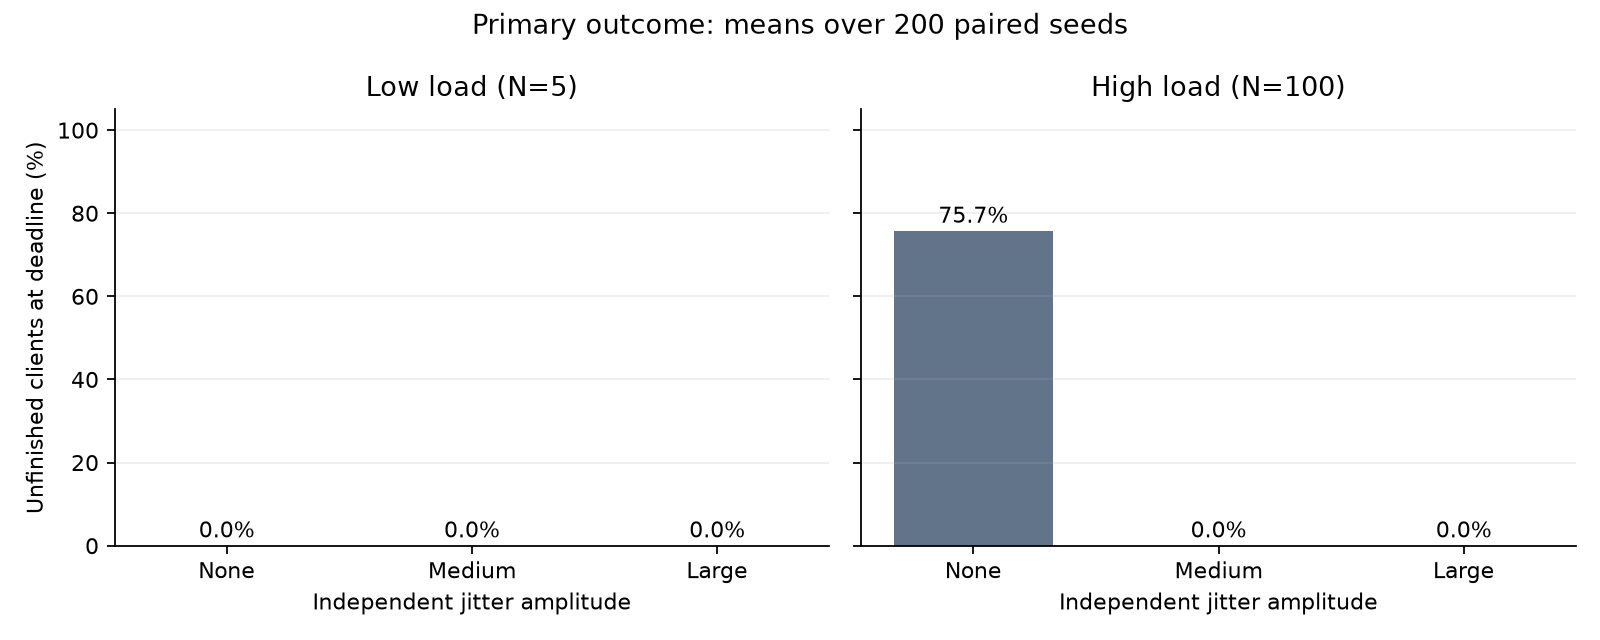 Primary outcome: means over 200 paired seeds
Low load (N=5)
Unfinished clients at deadline (%)
100
80
60
40
20
0
0.0%
0.0%
0.0%
None
Medium
Large
Independent jitter amplitude
High load (N=100)
75.7%
0.0%
0.0%
None
Medium
Large
Independent jitter amplitude